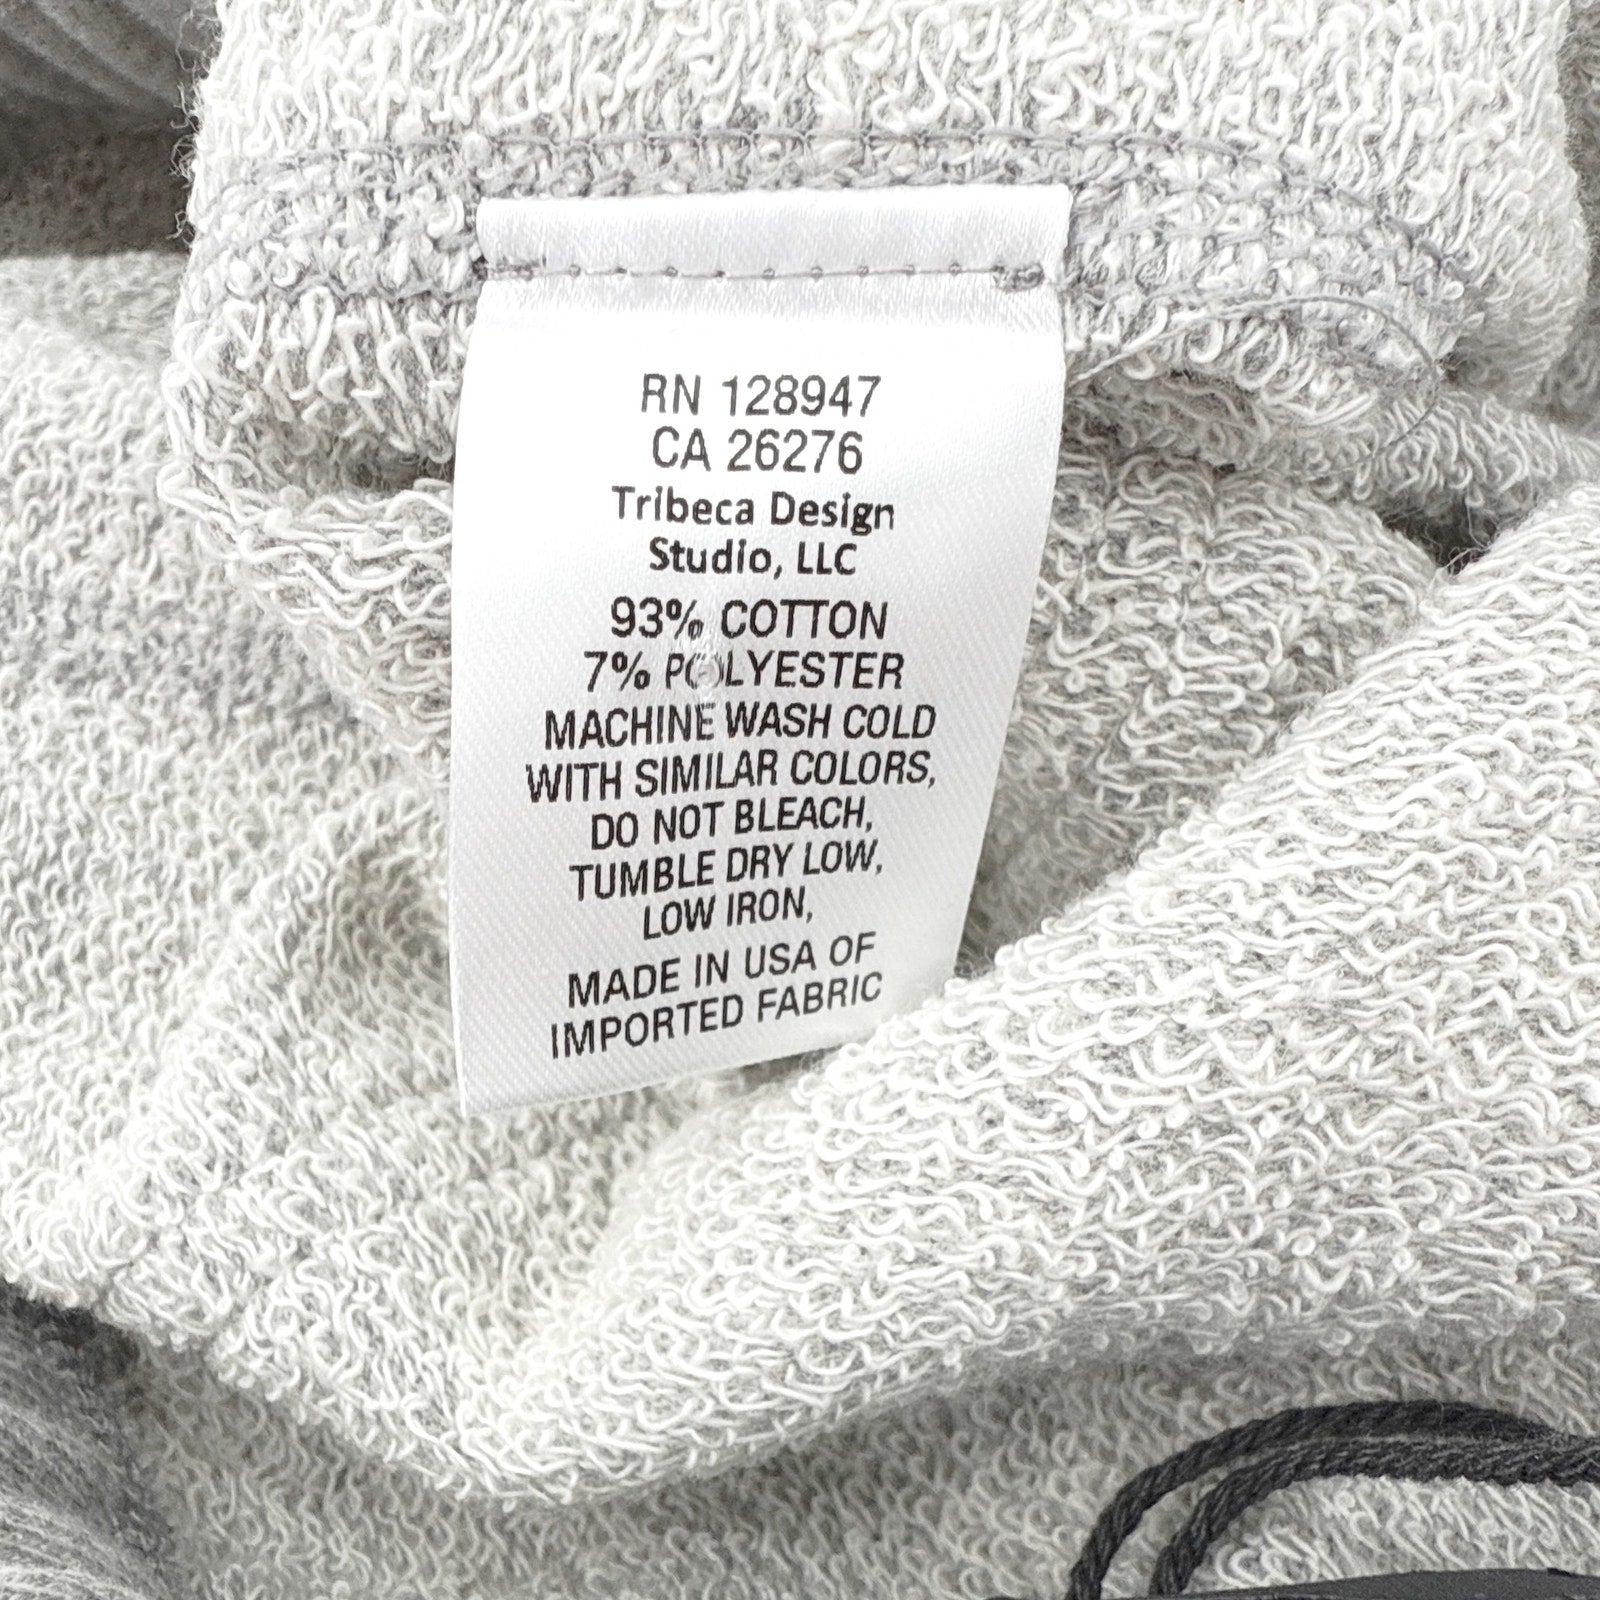 RN 128947
CA 26276
Tribeca Design
Studio, LLC
93% COTTON
7% POLYESTER
MACHINE WASH COLD
WITH SIMILAR COLORS,
DO NOT BLEACH,
TUMBLE DRY LOW,
LOW IRON,
MADE IN USA OF
IMPORTED FABRIC